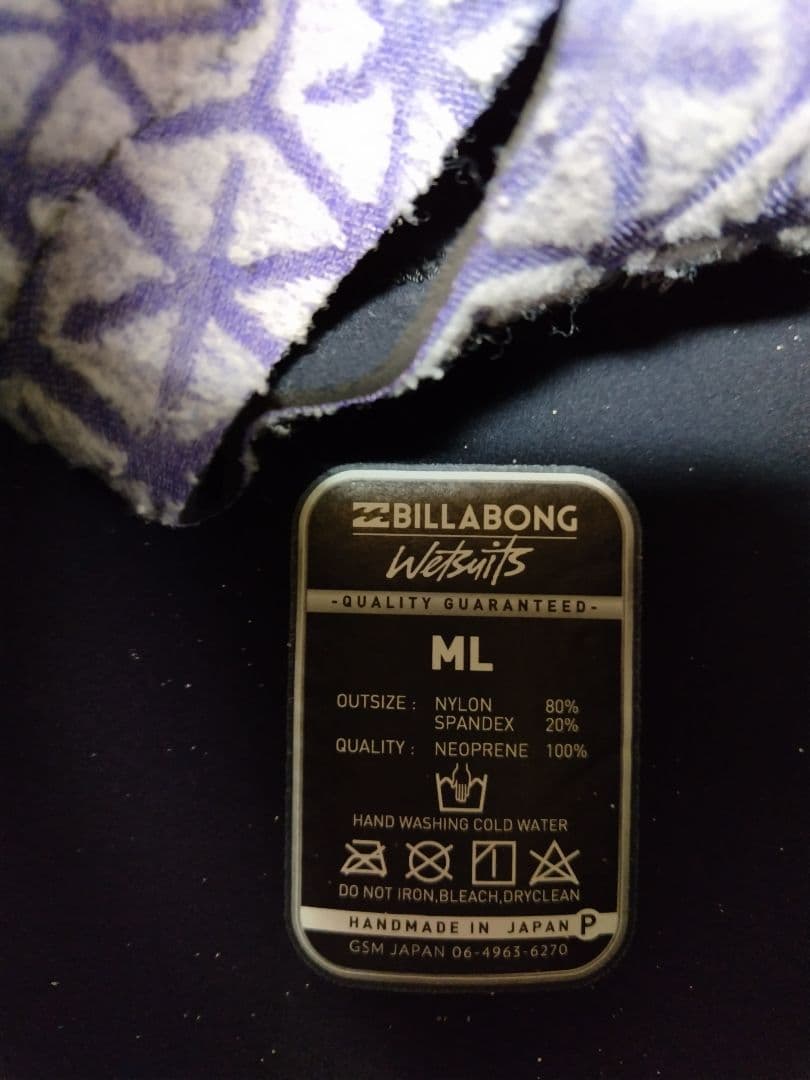 BILLABONG
Wetsuits
-QUALITY GUARANTEED-
ML
OUTSIZE : NYLON 80%
SPANDEX 20%
QUALITY : NEOPRENE 100%
HAND WASHING COLD WATER
DO NOT IRON,BLEACH,DRYCLEAN
HANDMADE IN JAPAN P
GSM JAPAN 06-4963-6270